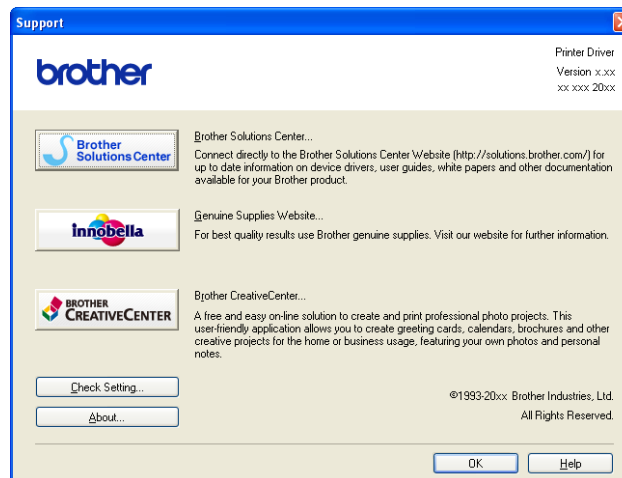 Support
brother
Printer Driver
Version x.xx
xx xxx 20xx
Brother
Solutions Center
Brother Solutions Center...
Connect directly to the Brother Solutions Center Website (http://solutions.brother.com/) for
up to date information on device drivers, user guides, white papers and other documentation
available for your Brother product.
innobella
Genuine Supplies Website...
For best quality results use Brother genuine supplies. Visit our website for further information.
BROTHER
CREATIVECENTER
Brother CreativeCenter...
A free and easy on-line solution to create and print professional photo projects. This
user-friendly application allows you to create greeting cards, calendars, brochures and other
creative projects for the home or business usage, featuring your own photos and personal
notes.
Check Setting...
About...
©1993-20xx Brother Industries, Ltd.
All Rights Reserved.
OK
Help